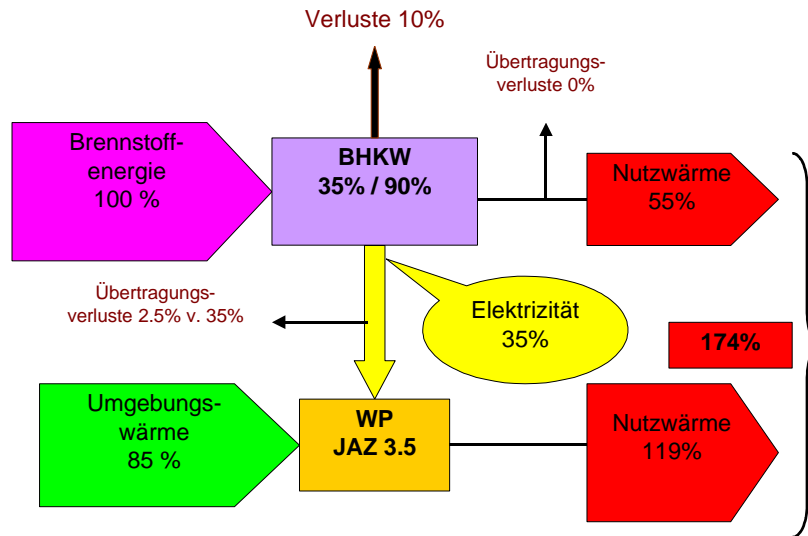 Verluste 10%
Übertragungs-
verluste 0%
Brennstoff-
energie
100 %
BHKW
35% / 90%
Nutzwärme
55%
Übertragungs-
verluste 2.5% v. 35%
Elektrizität
35%
174%
Umgebungs-
wärme
85 %
WP
JAZ 3.5
Nutzwärme
119%